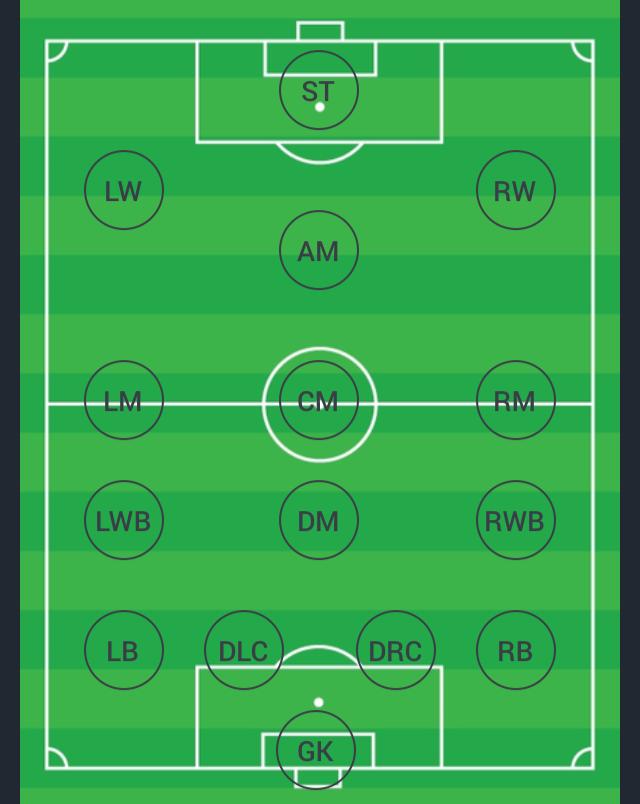 ST
LW RW
AM
LM CM RM
LWB DM RWB
LB DLC DRC RB
GK